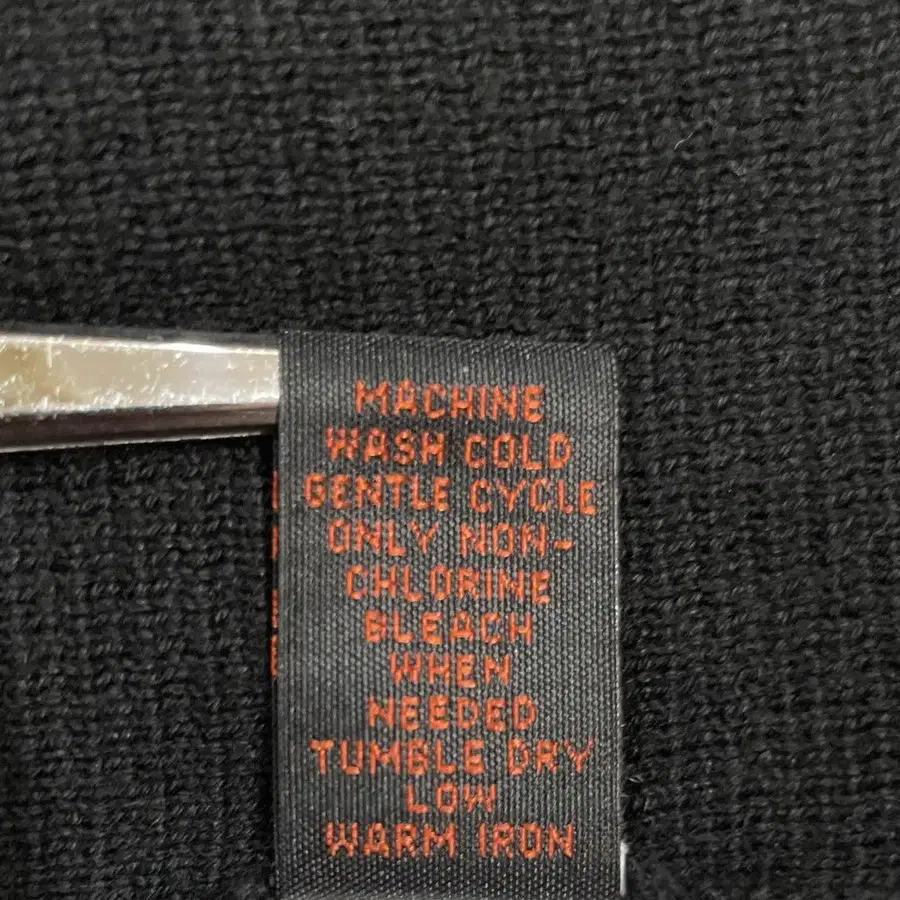 MACHINE
WASH COLD
GENTLE CYCLE
ONLY NON-
CHLORINE
BLEACH
WHEN
NEEDED
TUMBLE DRY
LOW
WARM IRON